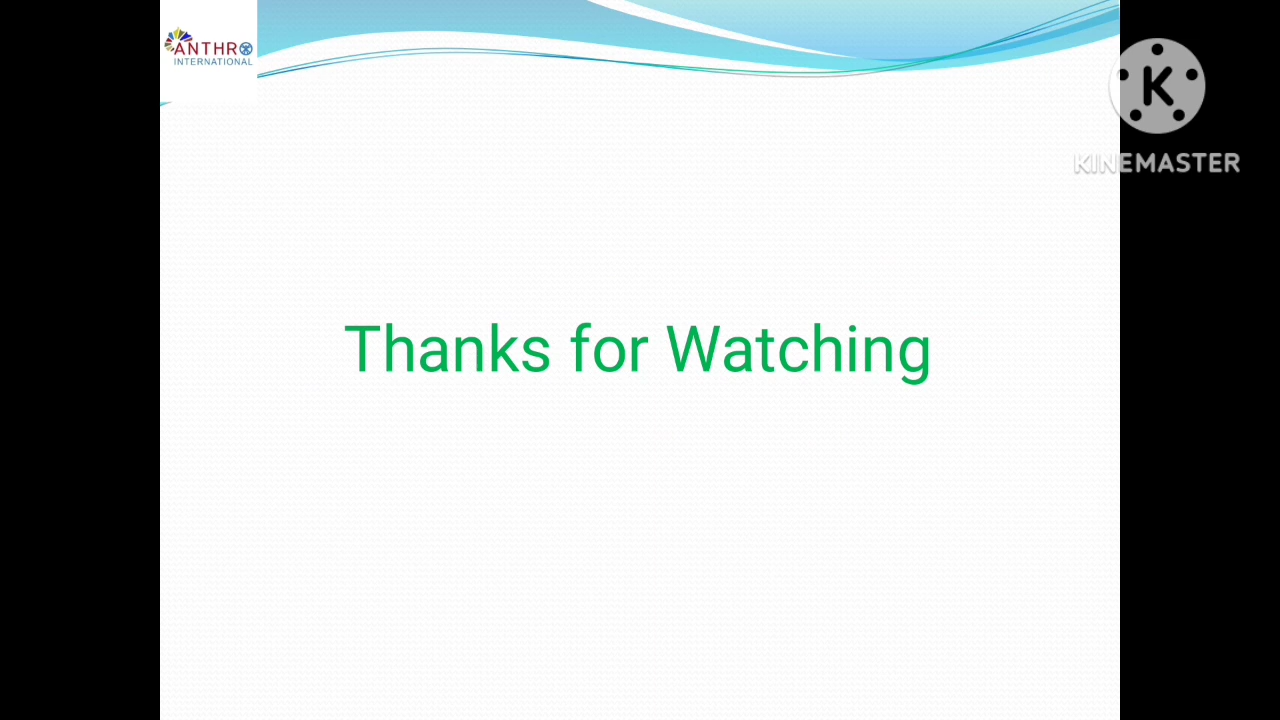 ANTHRO
INTERNATIONAL
K
KINEMASTER
Thanks for Watching